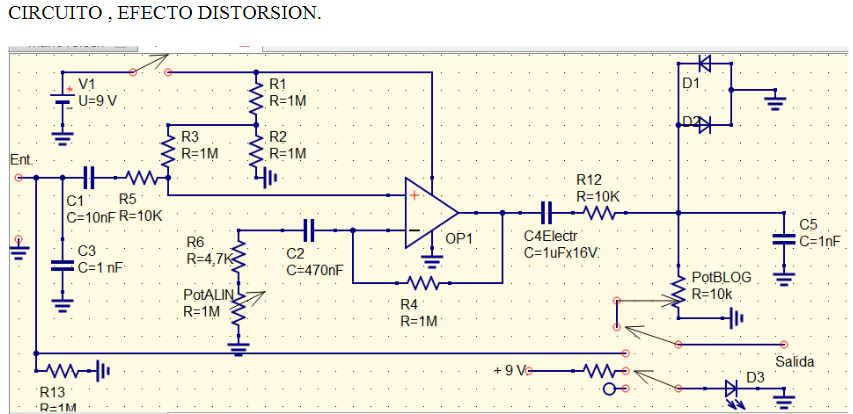 CIRCUITO , EFECTO DISTORSION.
V1
U=9 V
R1
R=1M
D1
D2
R3
R=1M
R2
R=1M
Ent.
C1
C=10nF
R5
R=10K
R12
R=10K
C3
C=1 nF
R6
R=4,7K
C2
C=470nF
OP1
C4Electr
C=1uFx16V.
C5
C=1nF
PotALIN
R=1M
R4
R=1M
PotBLOG
R=10k
+ 9 V
Salida
D3
R13
R=1M